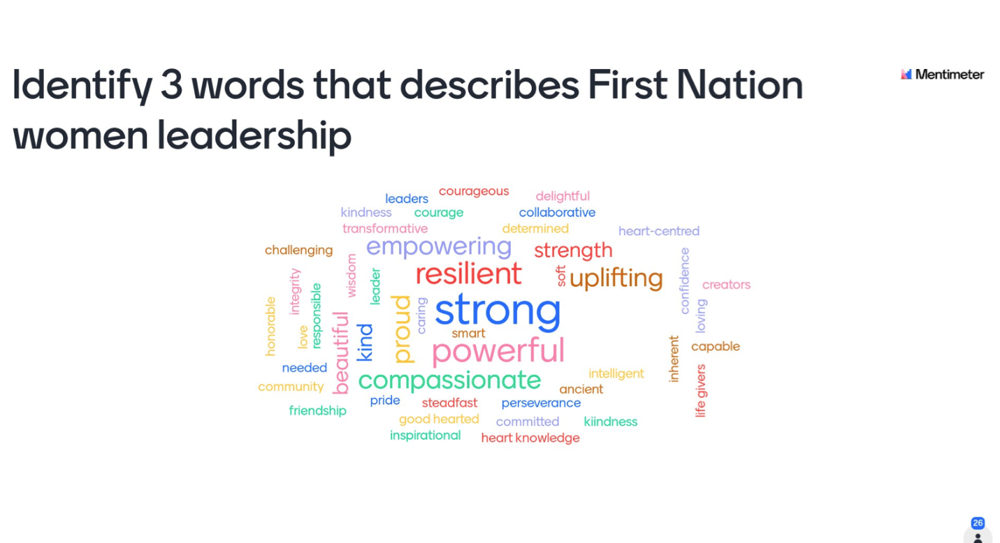 Identify 3 words that describes First Nation
women leadership
Mentimeter
courageous
delightful
leaders
kindness
courage
collaborative
transformative
determined
heart-centred
challenging
empowering
strength
resilient
soft
uplifting
confidence
creators
wisdom
leader
integrity
responsible
honorable
love
beautiful
kind
proud
caring
strong
loving
smart
powerful
inherent
capable
needed
community
compassionate
intelligent
ancient
life givers
friendship
pride
steadfast
perseverance
good hearted
committed
kiindness
inspirational
heart knowledge
26